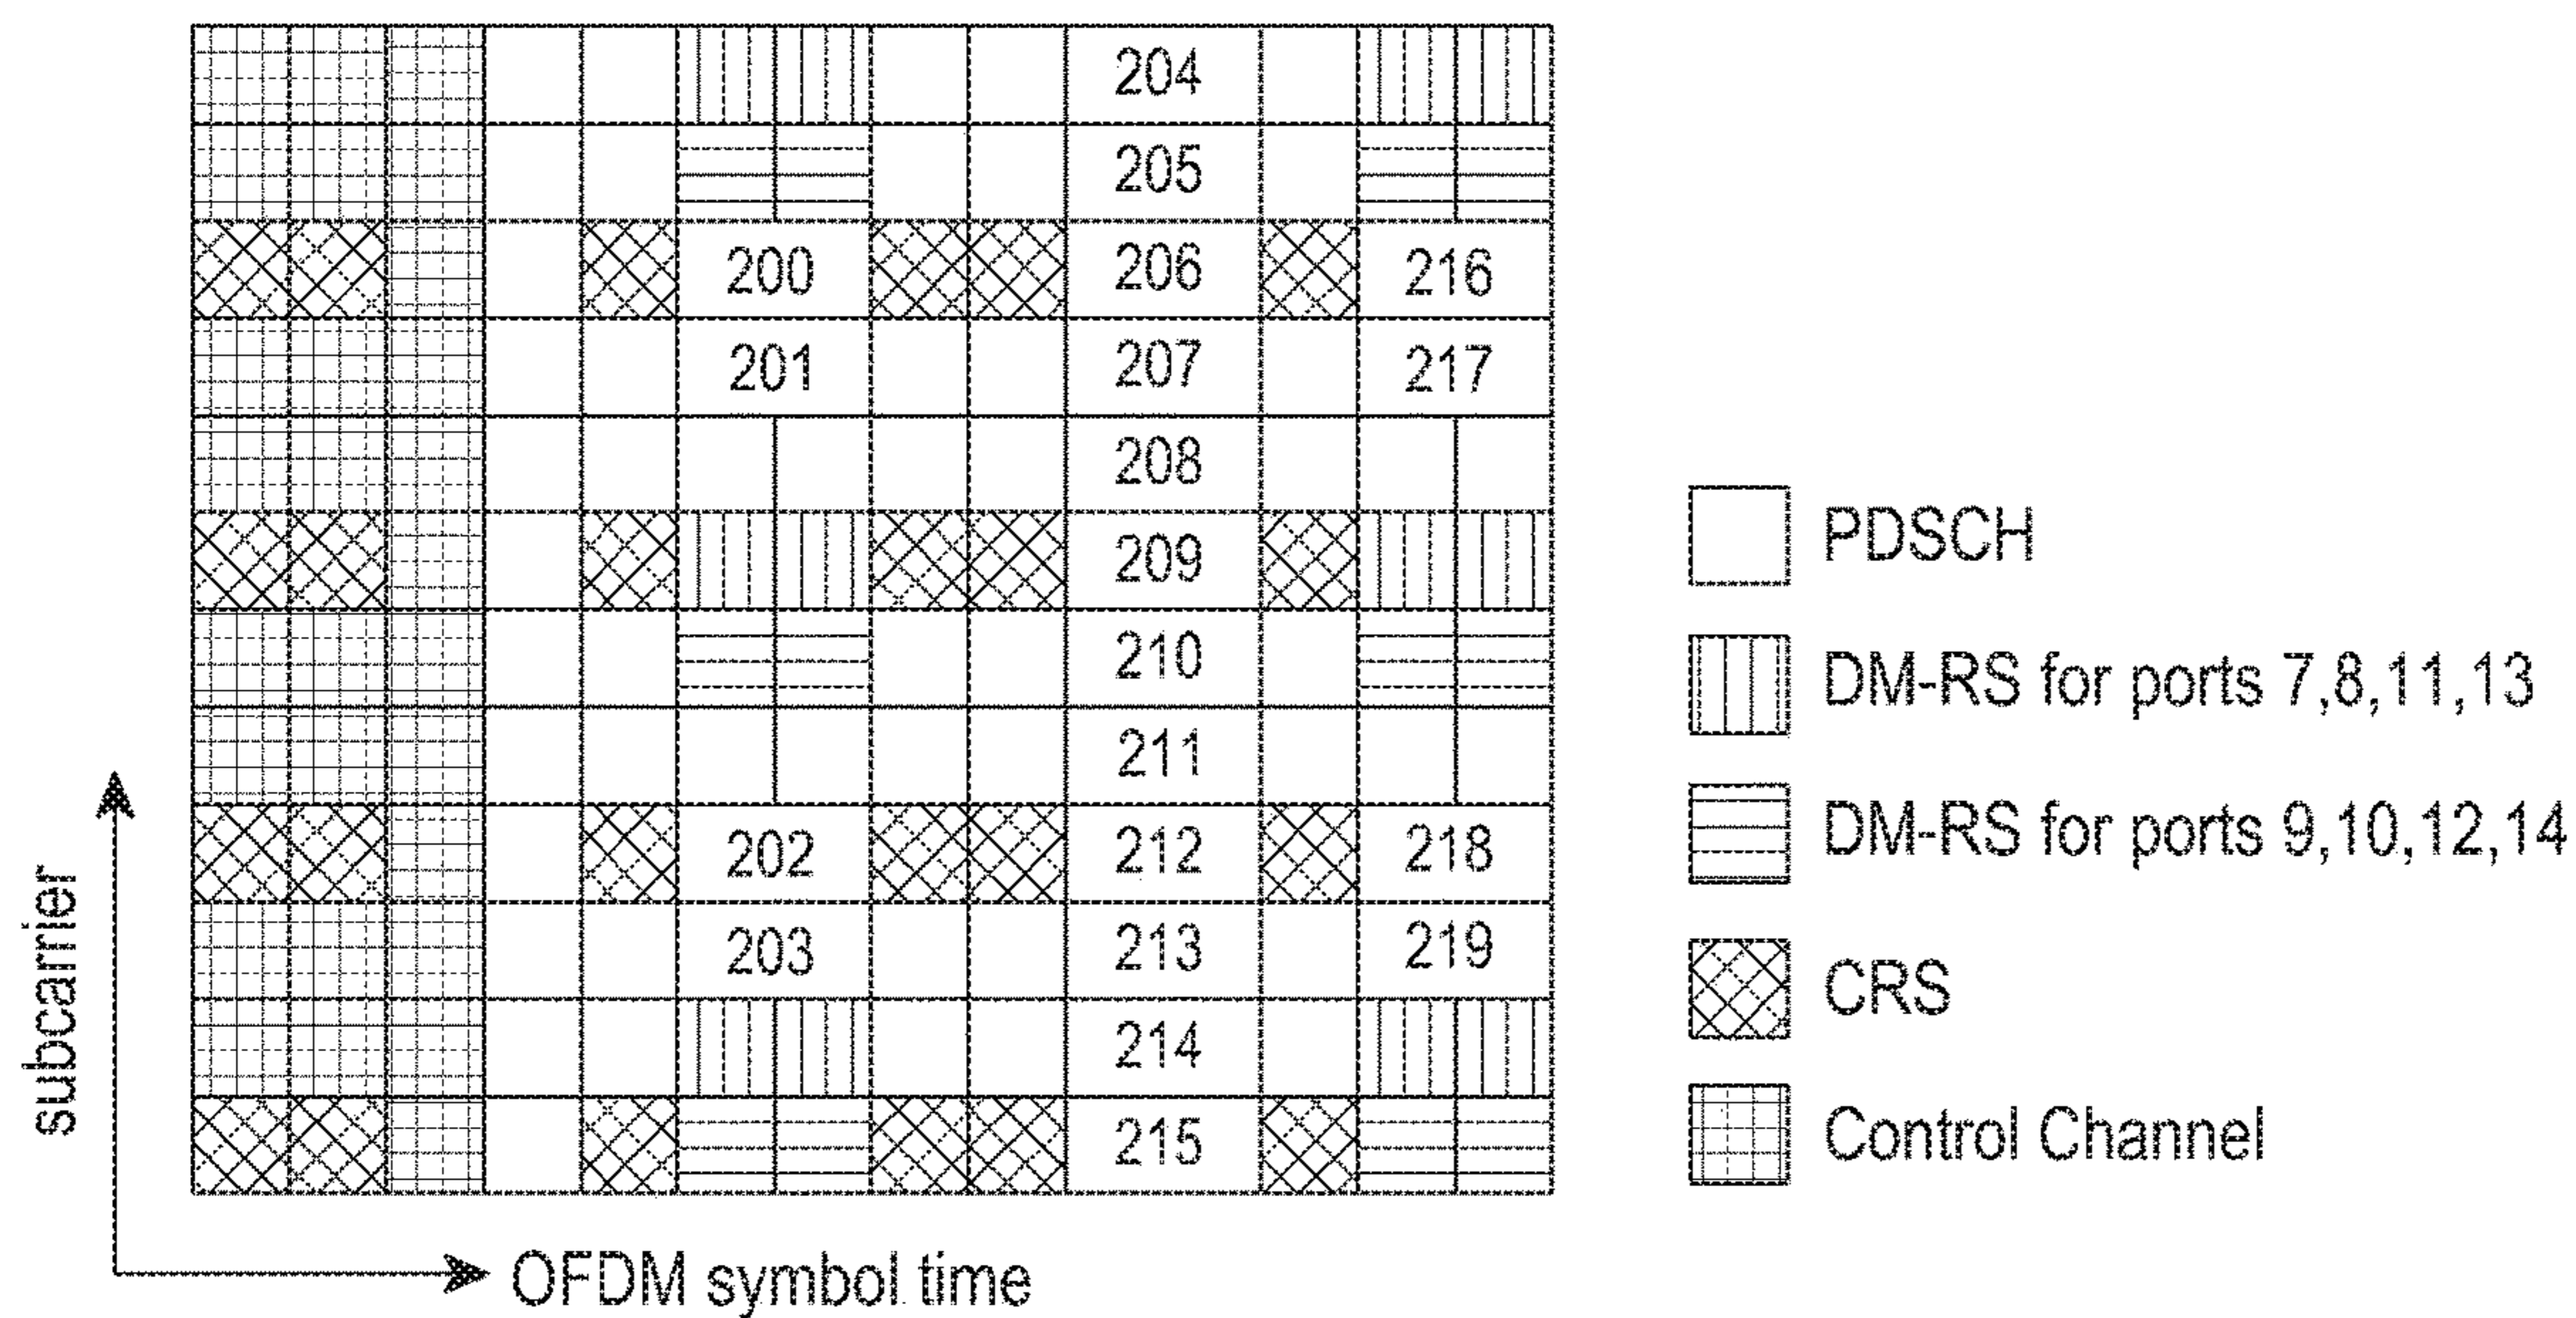 204
205
200 206 216
201 207 217
208
209
210
211
202 212 218
203 213 219
214
215
subcarrier
OFDM symbol time
PDSCH
DM-RS for ports 7,8,11,13
DM-RS for ports 9,10,12,14
CRS
Control Channel